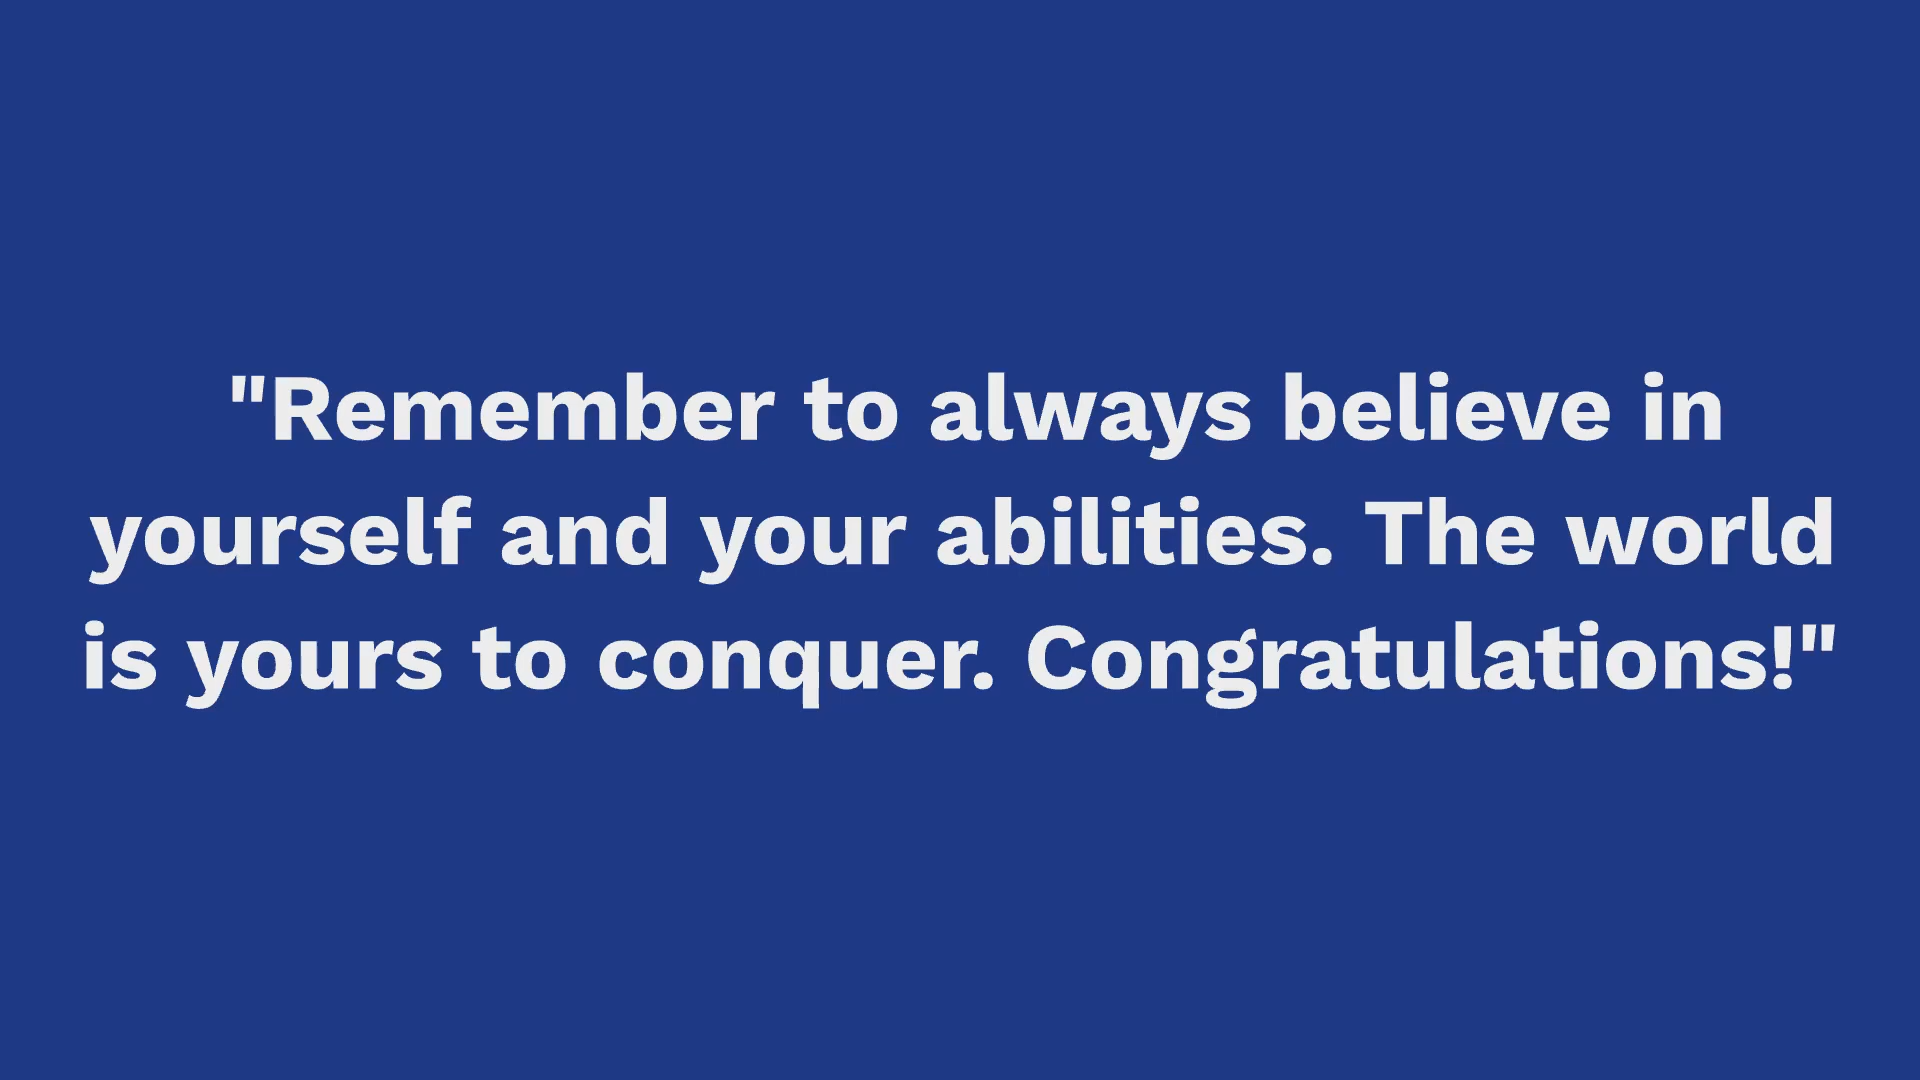 "Remember to always believe in
yourself and your abilities. The world
is yours to conquer. Congratulations!"